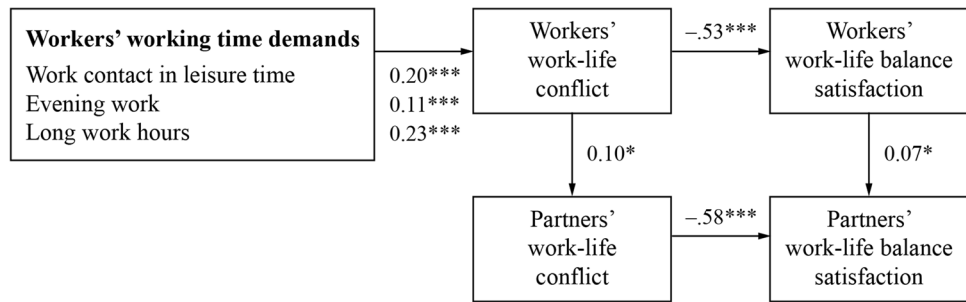 Workers’ working time demands
Work contact in leisure time
Evening work
Long work hours
0.20***
0.11***
0.23***
Workers’
work-life
conflict
–.53***
Workers’
work-life balance
satisfaction
0.10*
0.07*
Partners’
work-life
conflict
–.58***
Partners’
work-life balance
satisfaction